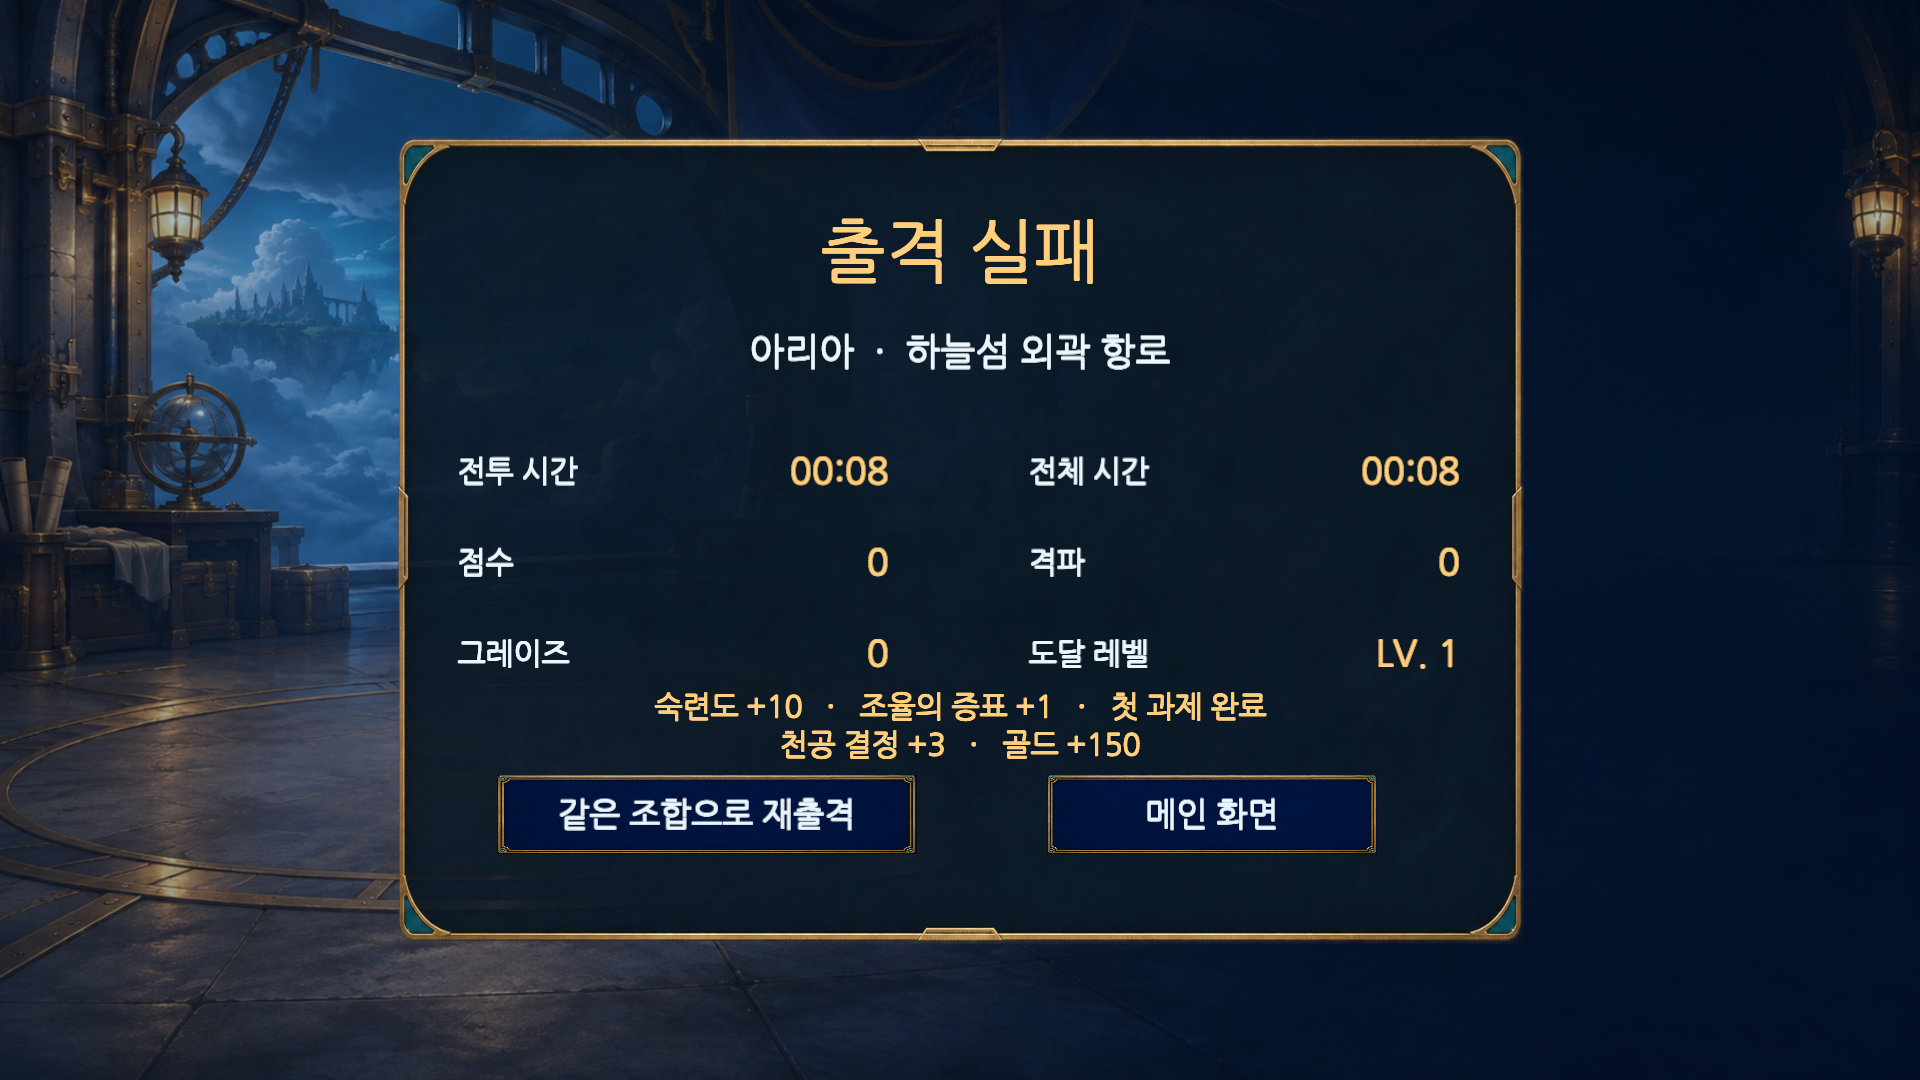 출격 실패
아리아 · 하늘섬 외곽 항로
전투 시간 00:08 전체 시간 00:08
점수 0 격파 0
그레이즈 0 도달 레벨 LV. 1
숙련도 +10 · 조율의 증표 +1 · 첫 과제 완료
천공 결정 +3 · 골드 +150
같은 조합으로 재출격 메인 화면